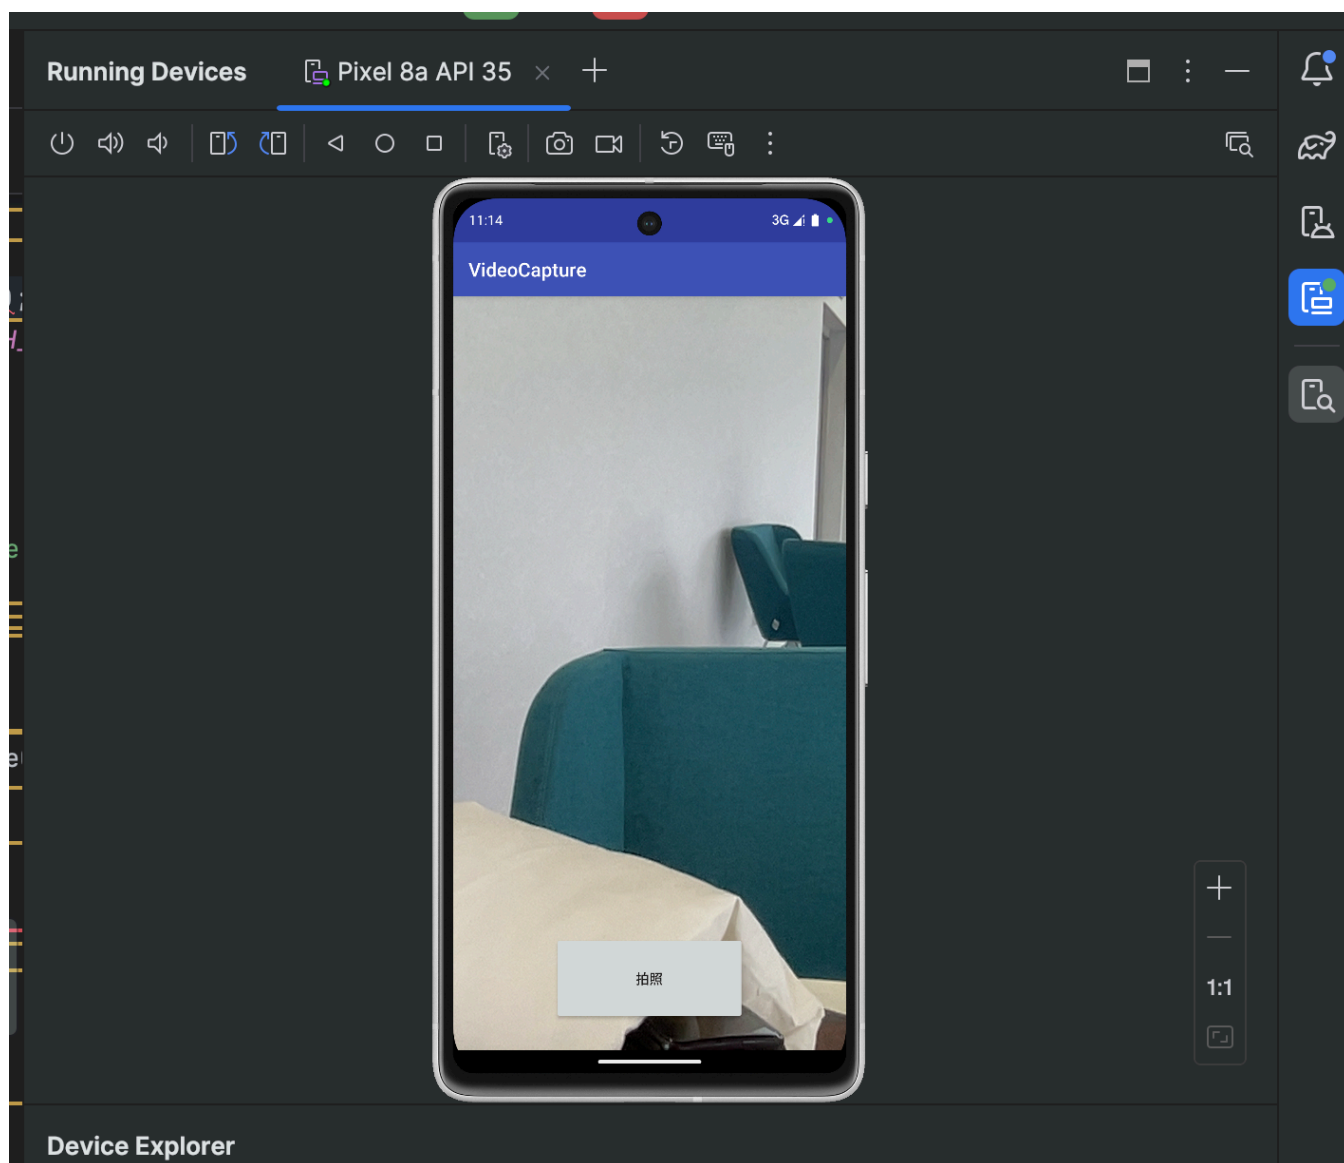 Running Devices
Pixel 8a API 35
11:14
3G
VideoCapture
拍照
1:1
Device Explorer